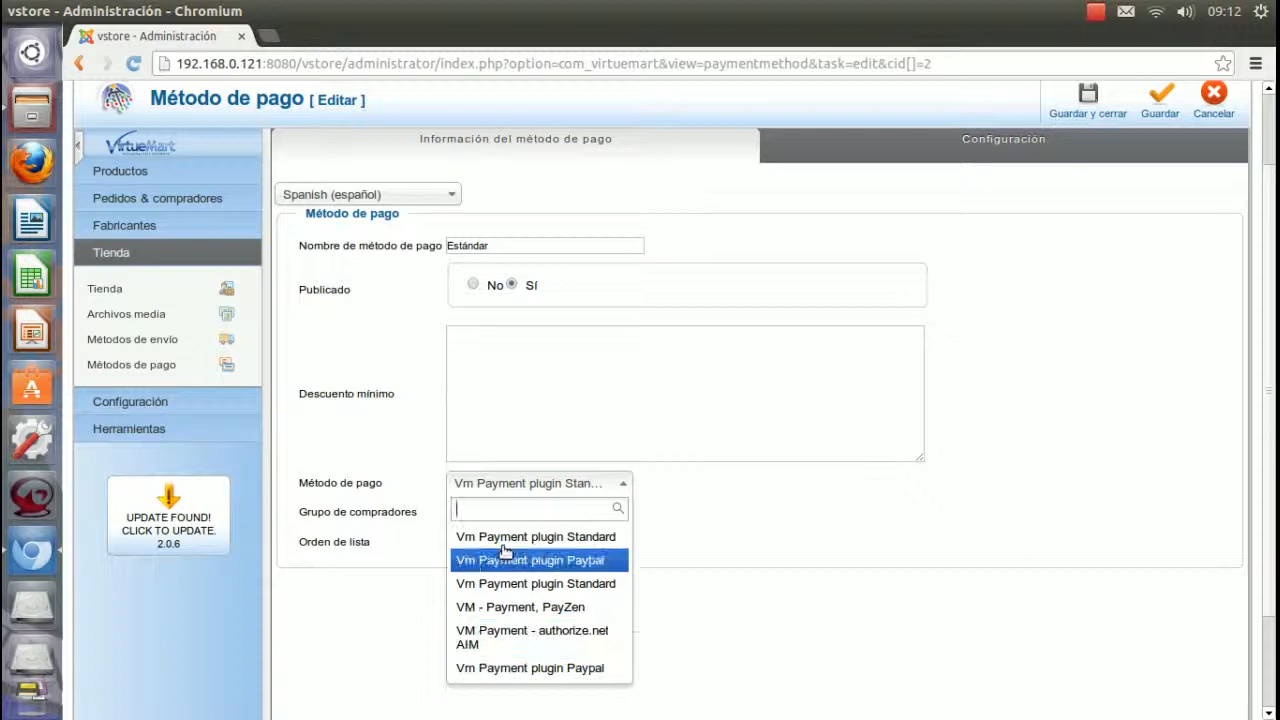 vstore - Administración - Chromium
09:12
vstore - Administración
192.168.0.121:8080/vstore/administrator/index.php?option=com_virtuemart&view=paymentmethod&task=edit&cid[]=2
Método de pago [ Editar ]
Guardar y cerrar
Guardar
Cancelar
VirtueMart
Información del método de pago
Configuración
Productos
Pedidos & compradores
Fabricantes
Tienda
Tienda
Archivos media
Métodos de envío
Métodos de pago
Configuración
Herramientas
UPDATE FOUND!
CLICK TO UPDATE.
2.0.6
Spanish (español)
Método de pago
Nombre de método de pago Estándar
Publicado
No Sí
Descuento mínimo
Método de pago
Vm Payment plugin Stan...
Grupo de compradores
Orden de lista
Vm Payment plugin Standard
Vm Payment plugin Paypal
Vm Payment plugin Standard
VM - Payment, PayZen
VM Payment - authorize.net
AIM
Vm Payment plugin Paypal